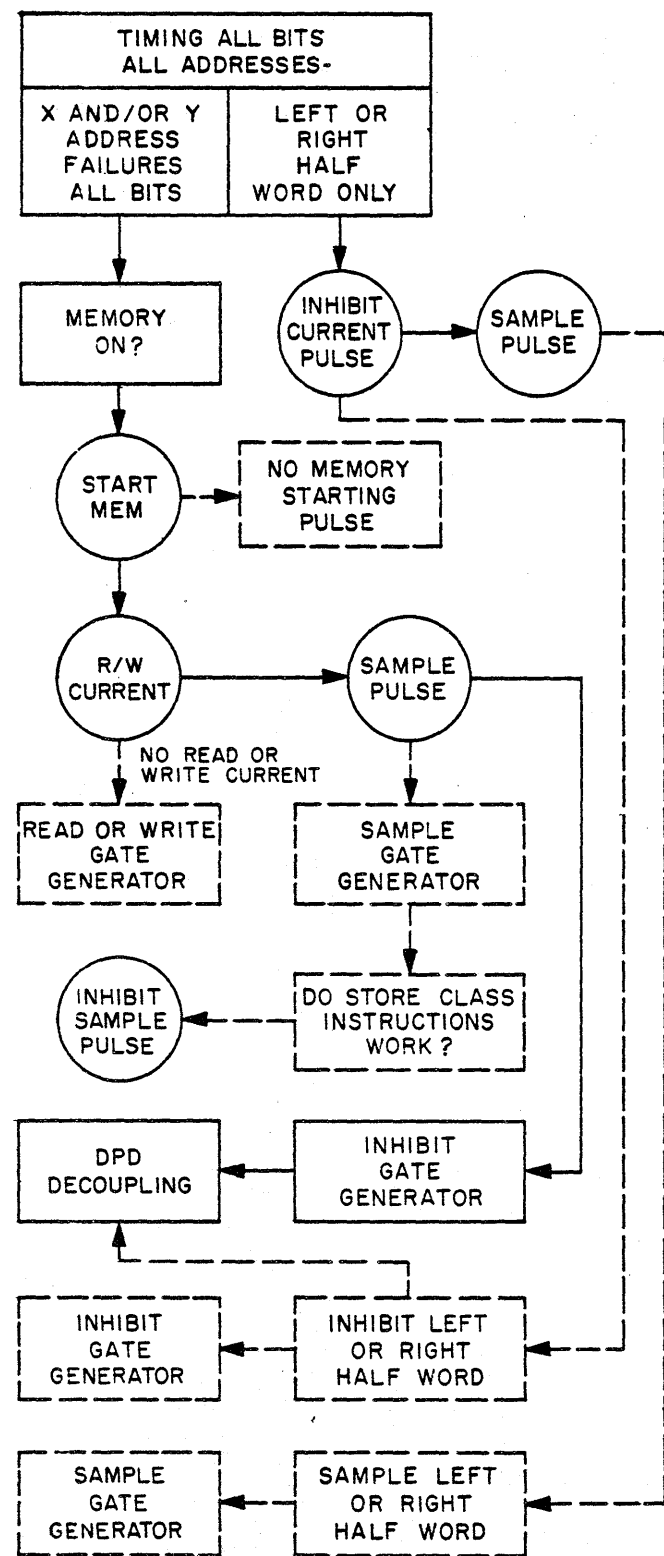 TIMING ALL BITS
ALL ADDRESSES-
X AND/OR Y
ADDRESS
FAILURES
ALL BITS
LEFT OR
RIGHT
HALF
WORD ONLY
MEMORY
ON?
INHIBIT
CURRENT
PULSE
SAMPLE
PULSE
START
MEM
NO MEMORY
STARTING
PULSE
R/W
CURRENT
SAMPLE
PULSE
NO READ OR
WRITE CURRENT
READ OR WRITE
GATE
GENERATOR
SAMPLE
GATE
GENERATOR
INHIBIT
SAMPLE
PULSE
DO STORE CLASS
INSTRUCTIONS
WORK?
DPD
DECOUPLING
INHIBIT
GATE
GENERATOR
INHIBIT
GATE
GENERATOR
INHIBIT LEFT
OR RIGHT
HALF WORD
SAMPLE
GATE
GENERATOR
SAMPLE LEFT
OR RIGHT
HALF WORD